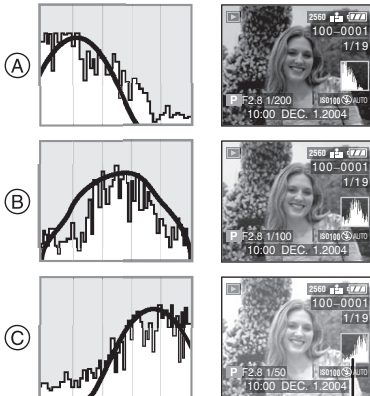 A
2560
100-0001
1/19
P F2.8 1/200 ISO100 AUTO
10:00 DEC. 1.2004
B
2560
100-0001
1/19
P F2.8 1/100 ISO100 AUTO
10:00 DEC. 1.2004
C
2560
100-0001
1/19
P F2.8 1/50 ISO100 AUTO
10:00 DEC. 1.2004